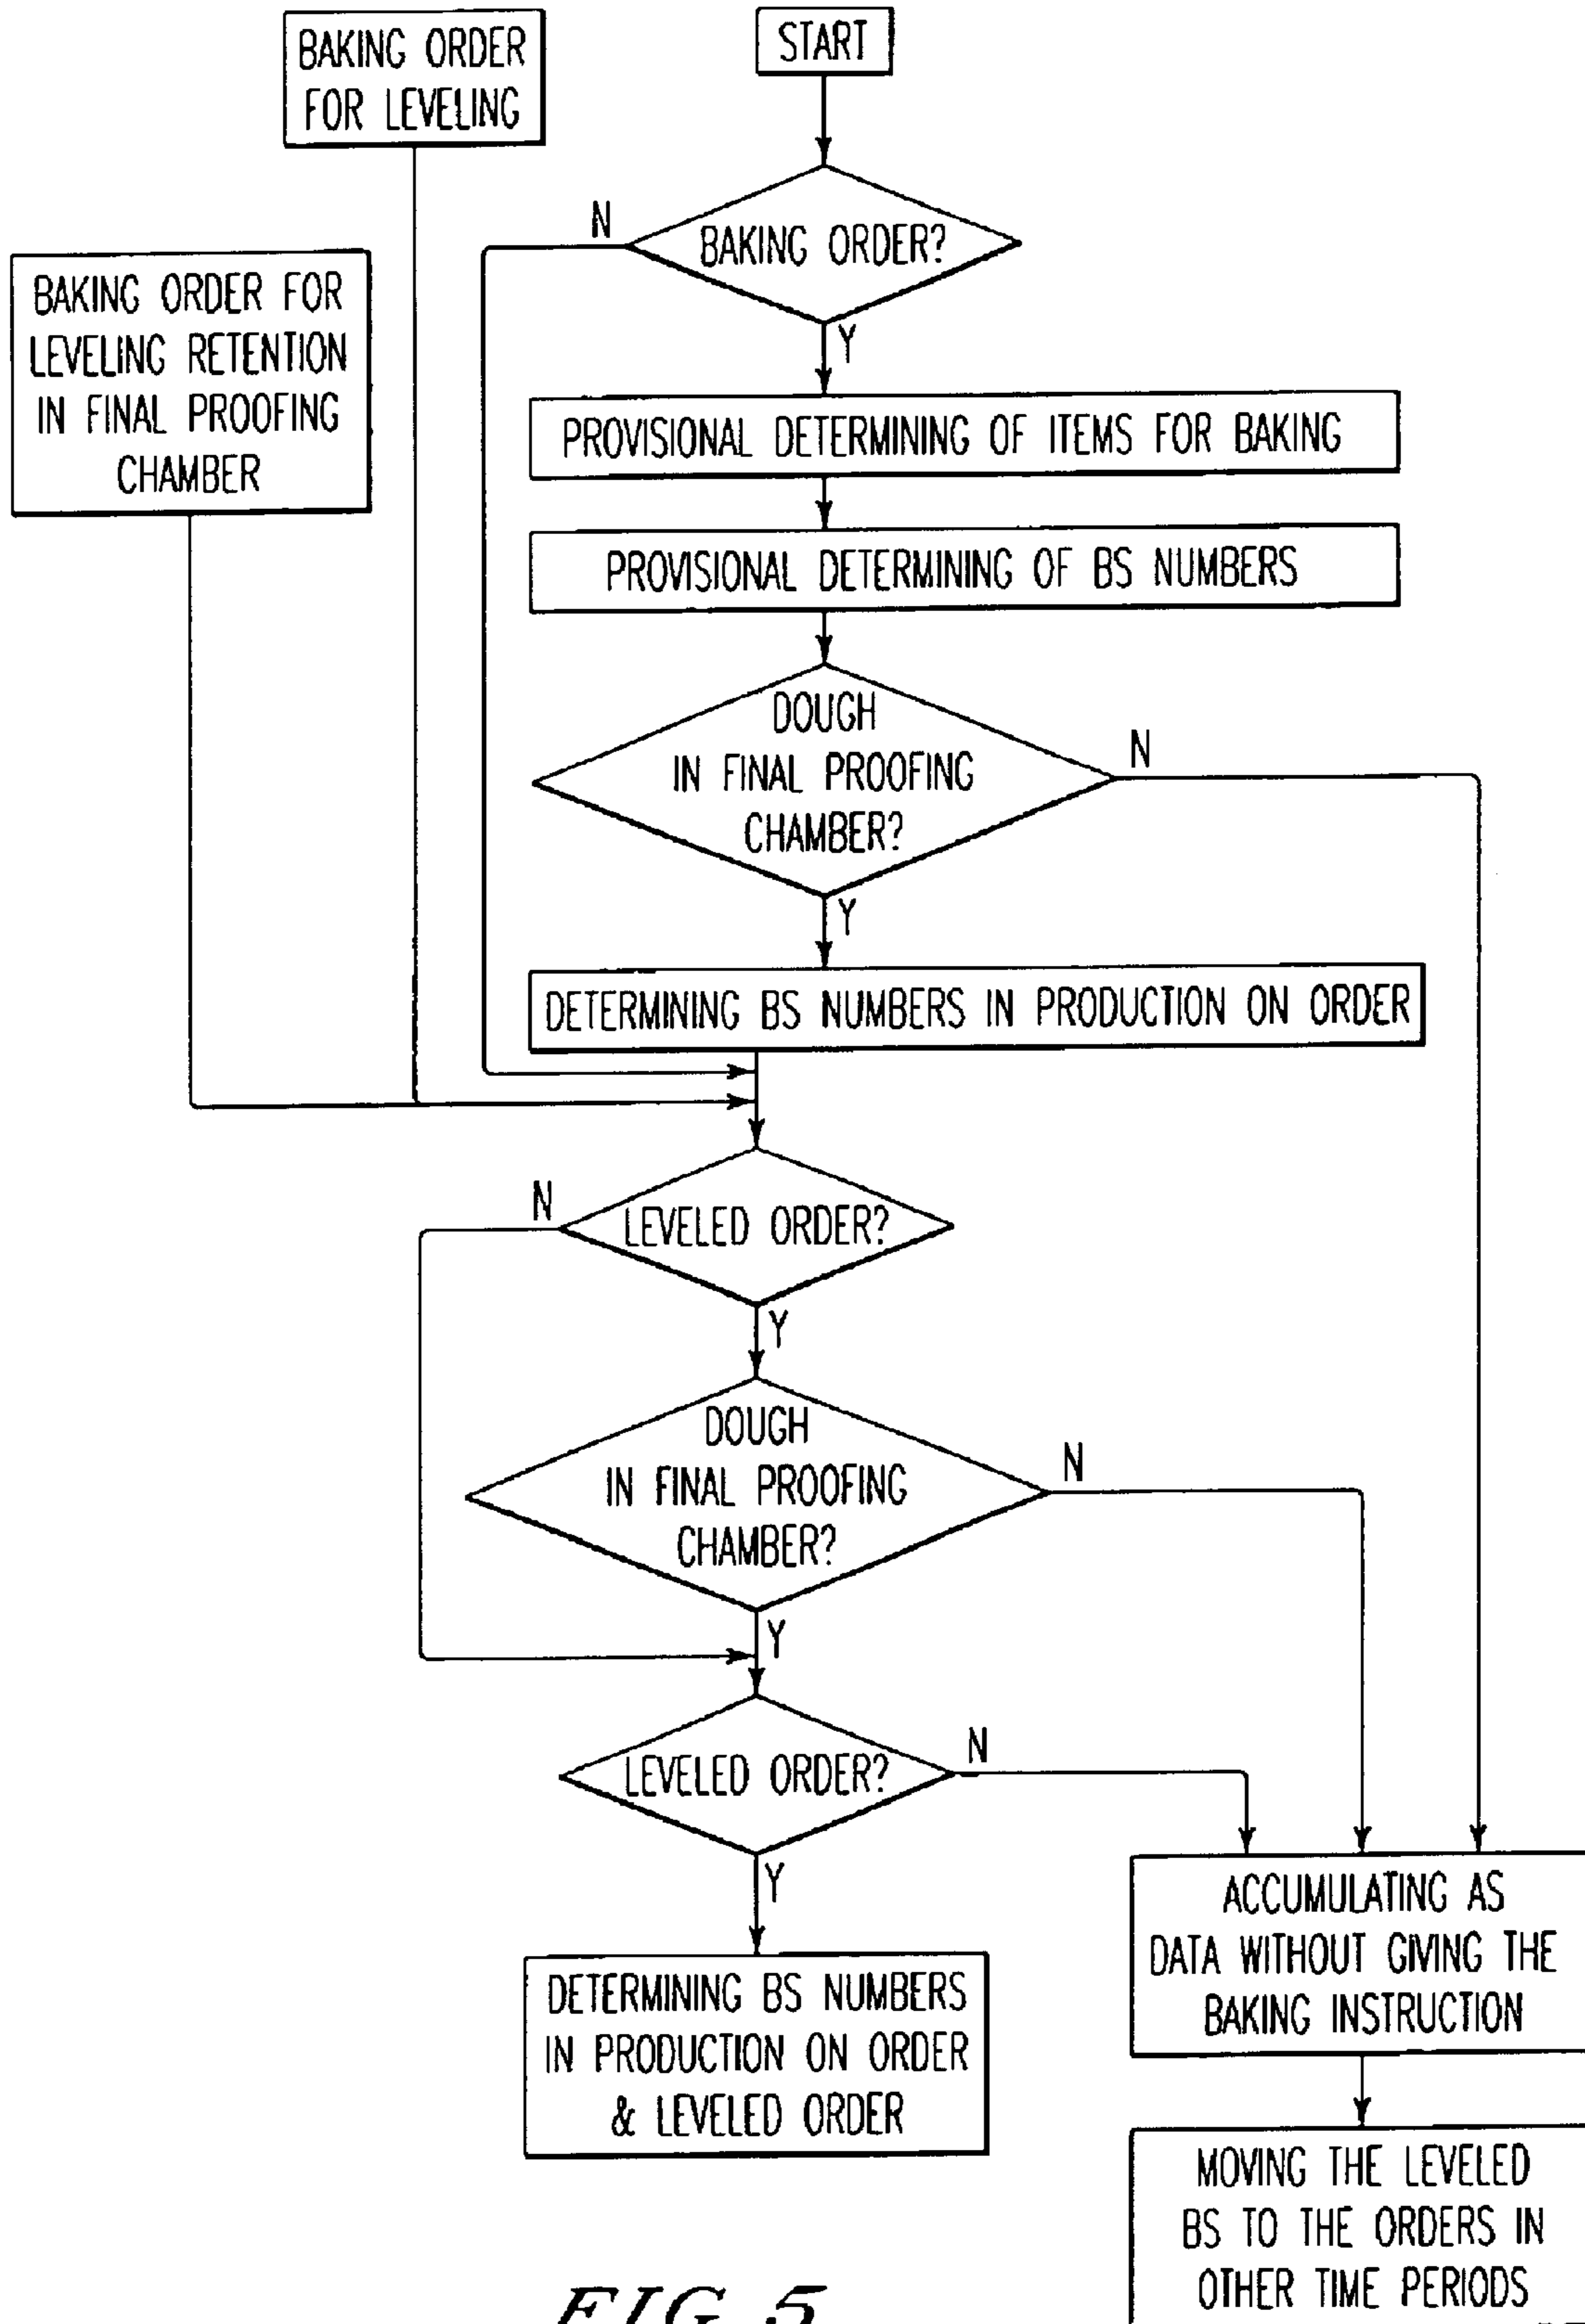 BAKING ORDER
FOR LEVELING
START
N
BAKING ORDER?
Y
BAKING ORDER FOR
LEVELING RETENTION
IN FINAL PROOFING
CHAMBER
PROVISIONAL DETERMINING OF ITEMS FOR BAKING
PROVISIONAL DETERMINING OF BS NUMBERS
DOUGH
IN FINAL PROOFING
CHAMBER?
N
Y
DETERMINING BS NUMBERS IN PRODUCTION ON ORDER
N
LEVELED ORDER?
Y
DOUGH
IN FINAL PROOFING
CHAMBER?
N
Y
LEVELED ORDER?
N
Y
ACCUMULATING AS
DATA WITHOUT GIVING THE
BAKING INSTRUCTION
DETERMINING BS NUMBERS
IN PRODUCTION ON ORDER
& LEVELED ORDER
MOVING THE LEVELED
BS TO THE ORDERS IN
OTHER TIME PERIODS
FIG. 5